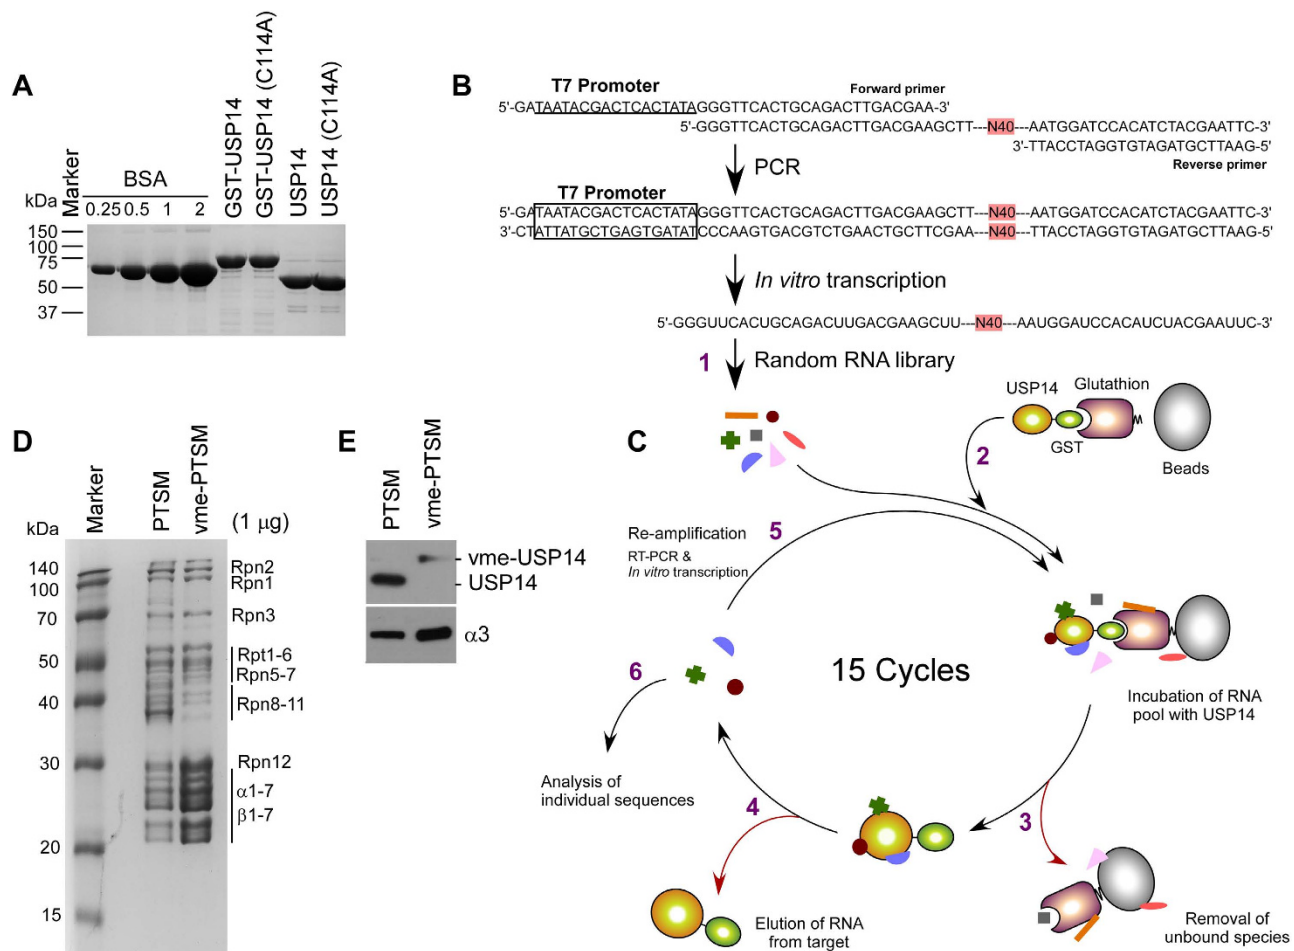 A
Marker
BSA
GST-USP14
GST-USP14 (C114A)
USP14
USP14 (C114A)
kDa
0.25 0.5 1 2
150
100
75
50
37
B
T7 Promoter
Forward primer
5'-GATAATACGACTCACTATAGGGTTCACTGCAGACTTGACGAA-3'
5'-GGGTTCACTGCAGACTTGACGAAGCTT---N40---AATGGATCCACATCTACGAATTC-3'
3'-TTACCTAGGTGTAGATGCTTAAG-5'
Reverse primer
PCR
T7 Promoter
5'-GATAATACGACTCACTATAGGGTTCACTGCAGACTTGACGAAGCTT---N40---AATGGATCCACATCTACGAATTC-3'
3'-CTATTATGCTGAGTGATATCCCAAGTGACGTCTGAACTGCTTCGAA---N40---TTACCTAGGTGTAGATGCTTAAG-5'
In vitro transcription
5'-GGGUUCACUGCAGACUUGACGAAGCUU---N40---AAUGGAUCCACAUCUACGAAUUC-3'
1
Random RNA library
C
USP14
Glutathion
GST
Beads
2
5
Re-amplification
RT-PCR &
In vitro transcription
15 Cycles
Incubation of RNA
pool with USP14
6
Analysis of
individual sequences
4
3
Elution of RNA
from target
Removal of
unbound species
D
Marker
PTSM
vme-PTSM
(1 µg)
kDa
140
100
70
50
40
30
20
15
Rpn2
Rpn1
Rpn3
Rpt1-6
Rpn5-7
Rpn8-11
Rpn12
α1-7
β1-7
E
PTSM
vme-PTSM
vme-USP14
USP14
α3